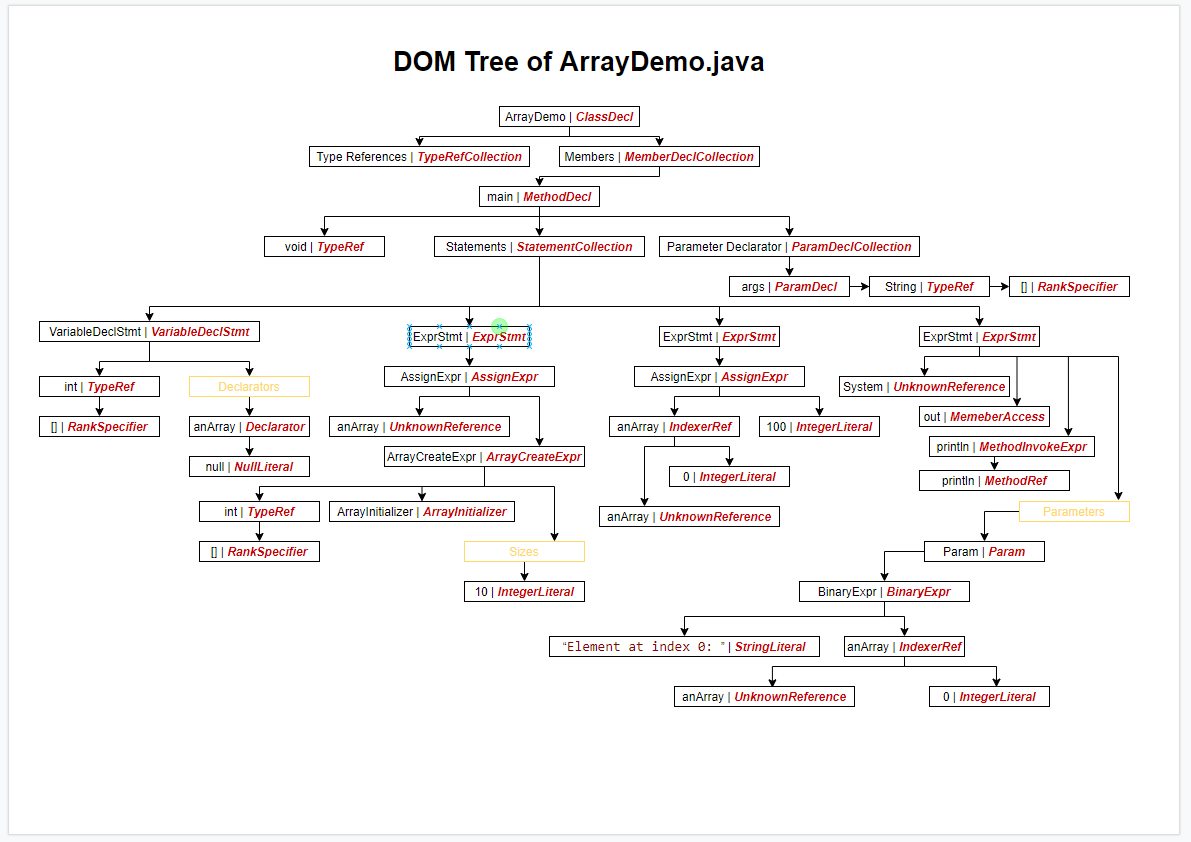 DOM Tree of ArrayDemo.java
ArrayDemo | ClassDecl
Type References | TypeRefCollection
Members | MemberDeclCollection
main | MethodDecl
void | TypeRef
Statements | StatementCollection
Parameter Declarator | ParamDeclCollection
args | ParamDecl
String | TypeRef
[] | RankSpecifier
VariableDeclStmt | VariableDeclStmt
ExprStmt | ExprStmt
ExprStmt | ExprStmt
ExprStmt | ExprStmt
int | TypeRef
Declarators
AssignExpr | AssignExpr
AssignExpr | AssignExpr
System | UnknownReference
[] | RankSpecifier
anArray | Declarator
anArray | UnknownReference
anArray | IndexerRef
100 | IntegerLiteral
out | MemeberAccess
null | NullLiteral
ArrayCreateExpr | ArrayCreateExpr
println | MethodInvokeExpr
0 | IntegerLiteral
println | MethodRef
int | TypeRef
ArrayInitializer | ArrayInitializer
anArray | UnknownReference
Parameters
[] | RankSpecifier
Sizes
Param | Param
10 | IntegerLiteral
BinaryExpr | BinaryExpr
“Element at index 0: ”| StringLiteral
anArray | IndexerRef
anArray | UnknownReference
0 | IntegerLiteral